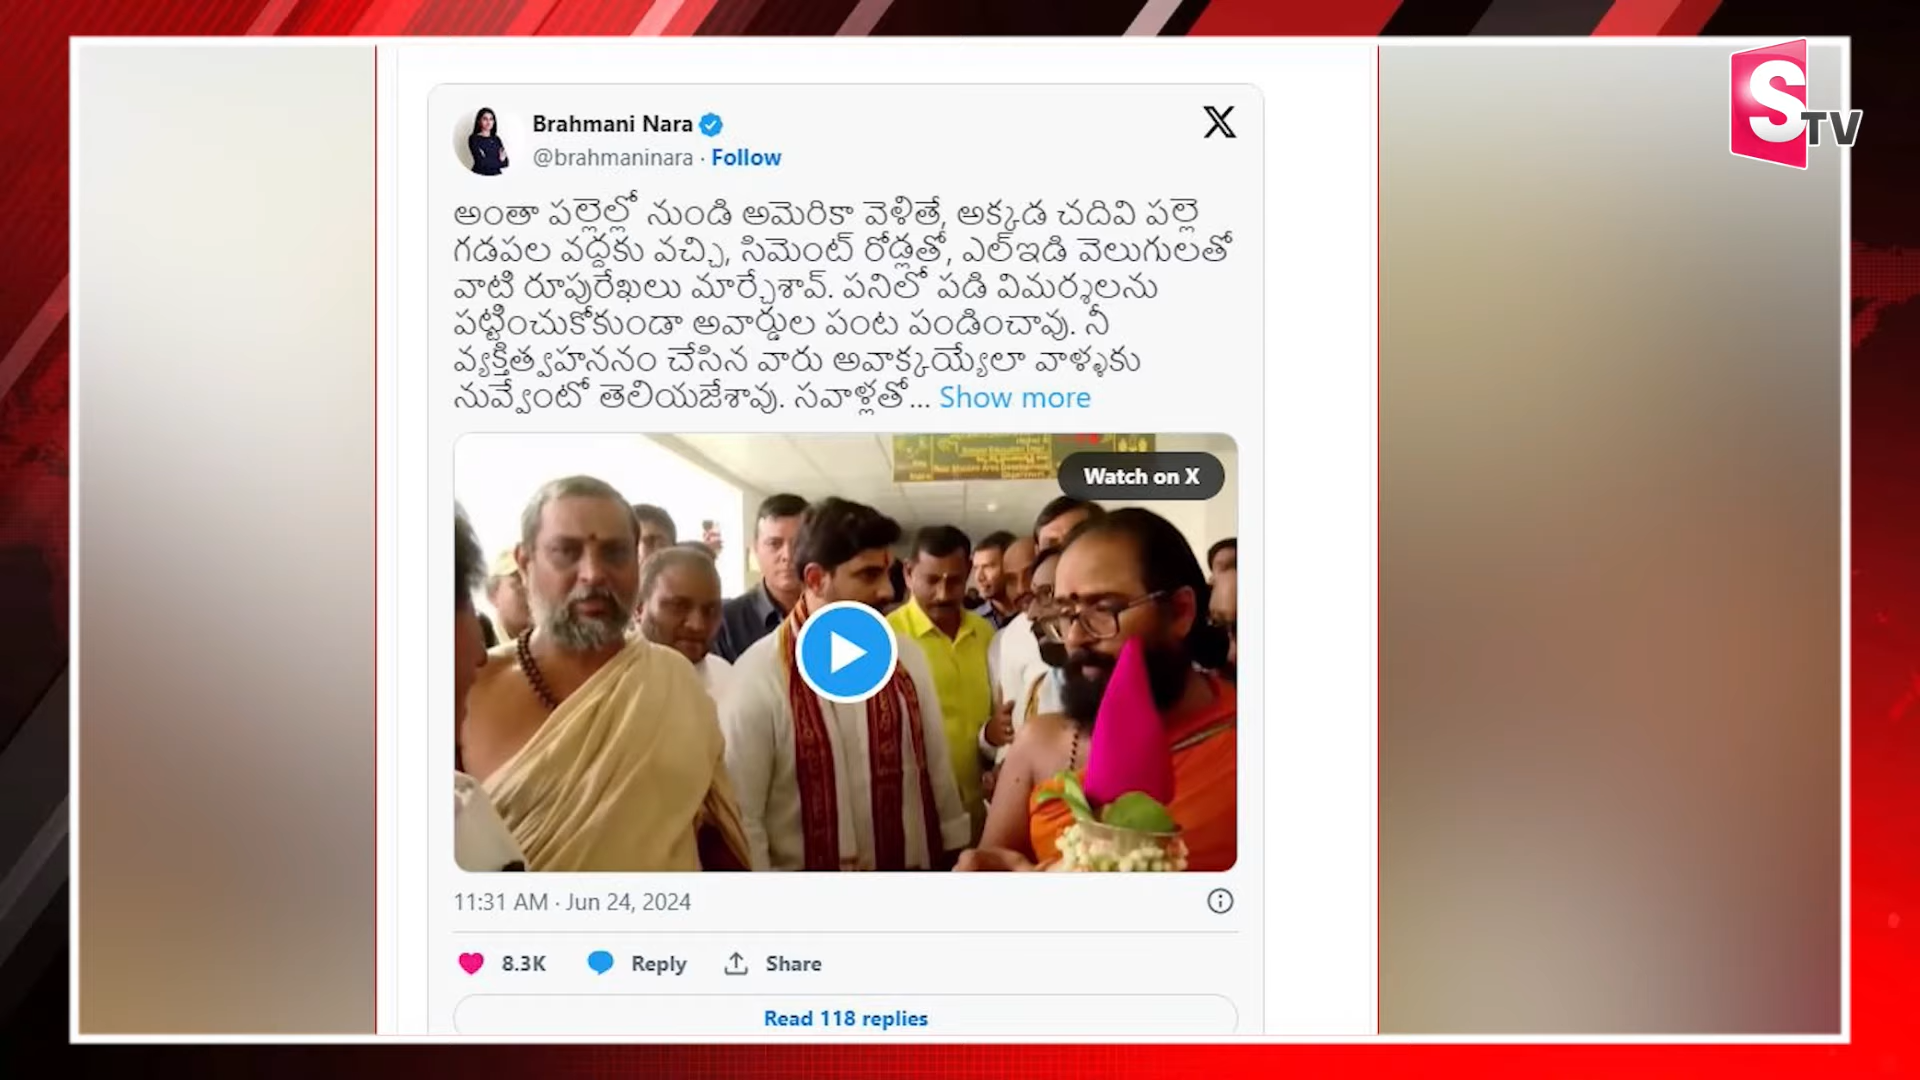 S TV
Brahmani Nara
@brahmaninara · Follow
అంతా పల్లెల్లో నుండి అమెరికా వెళితే, అక్కడ చదివి పల్లె
గడపల వద్దకు వచ్చి, సిమెంట్ రోడ్లతో, ఎల్ఇడి వెలుగులతో
వాటి రూపురేఖలు మార్చేశావ్. పనిలో పడి విమర్శలను
పట్టించుకోకుండా అవార్డుల పంట పండించావు. నీ
వ్యక్తిత్వహననం చేసిన వారు అవాక్కయ్యేలా వాళ్ళకు
నువ్వేంటో తెలియజేశావు. సవాళ్లతో... Show more
Watch on X
11:31 AM · Jun 24, 2024
8.3K Reply Share
Read 118 replies